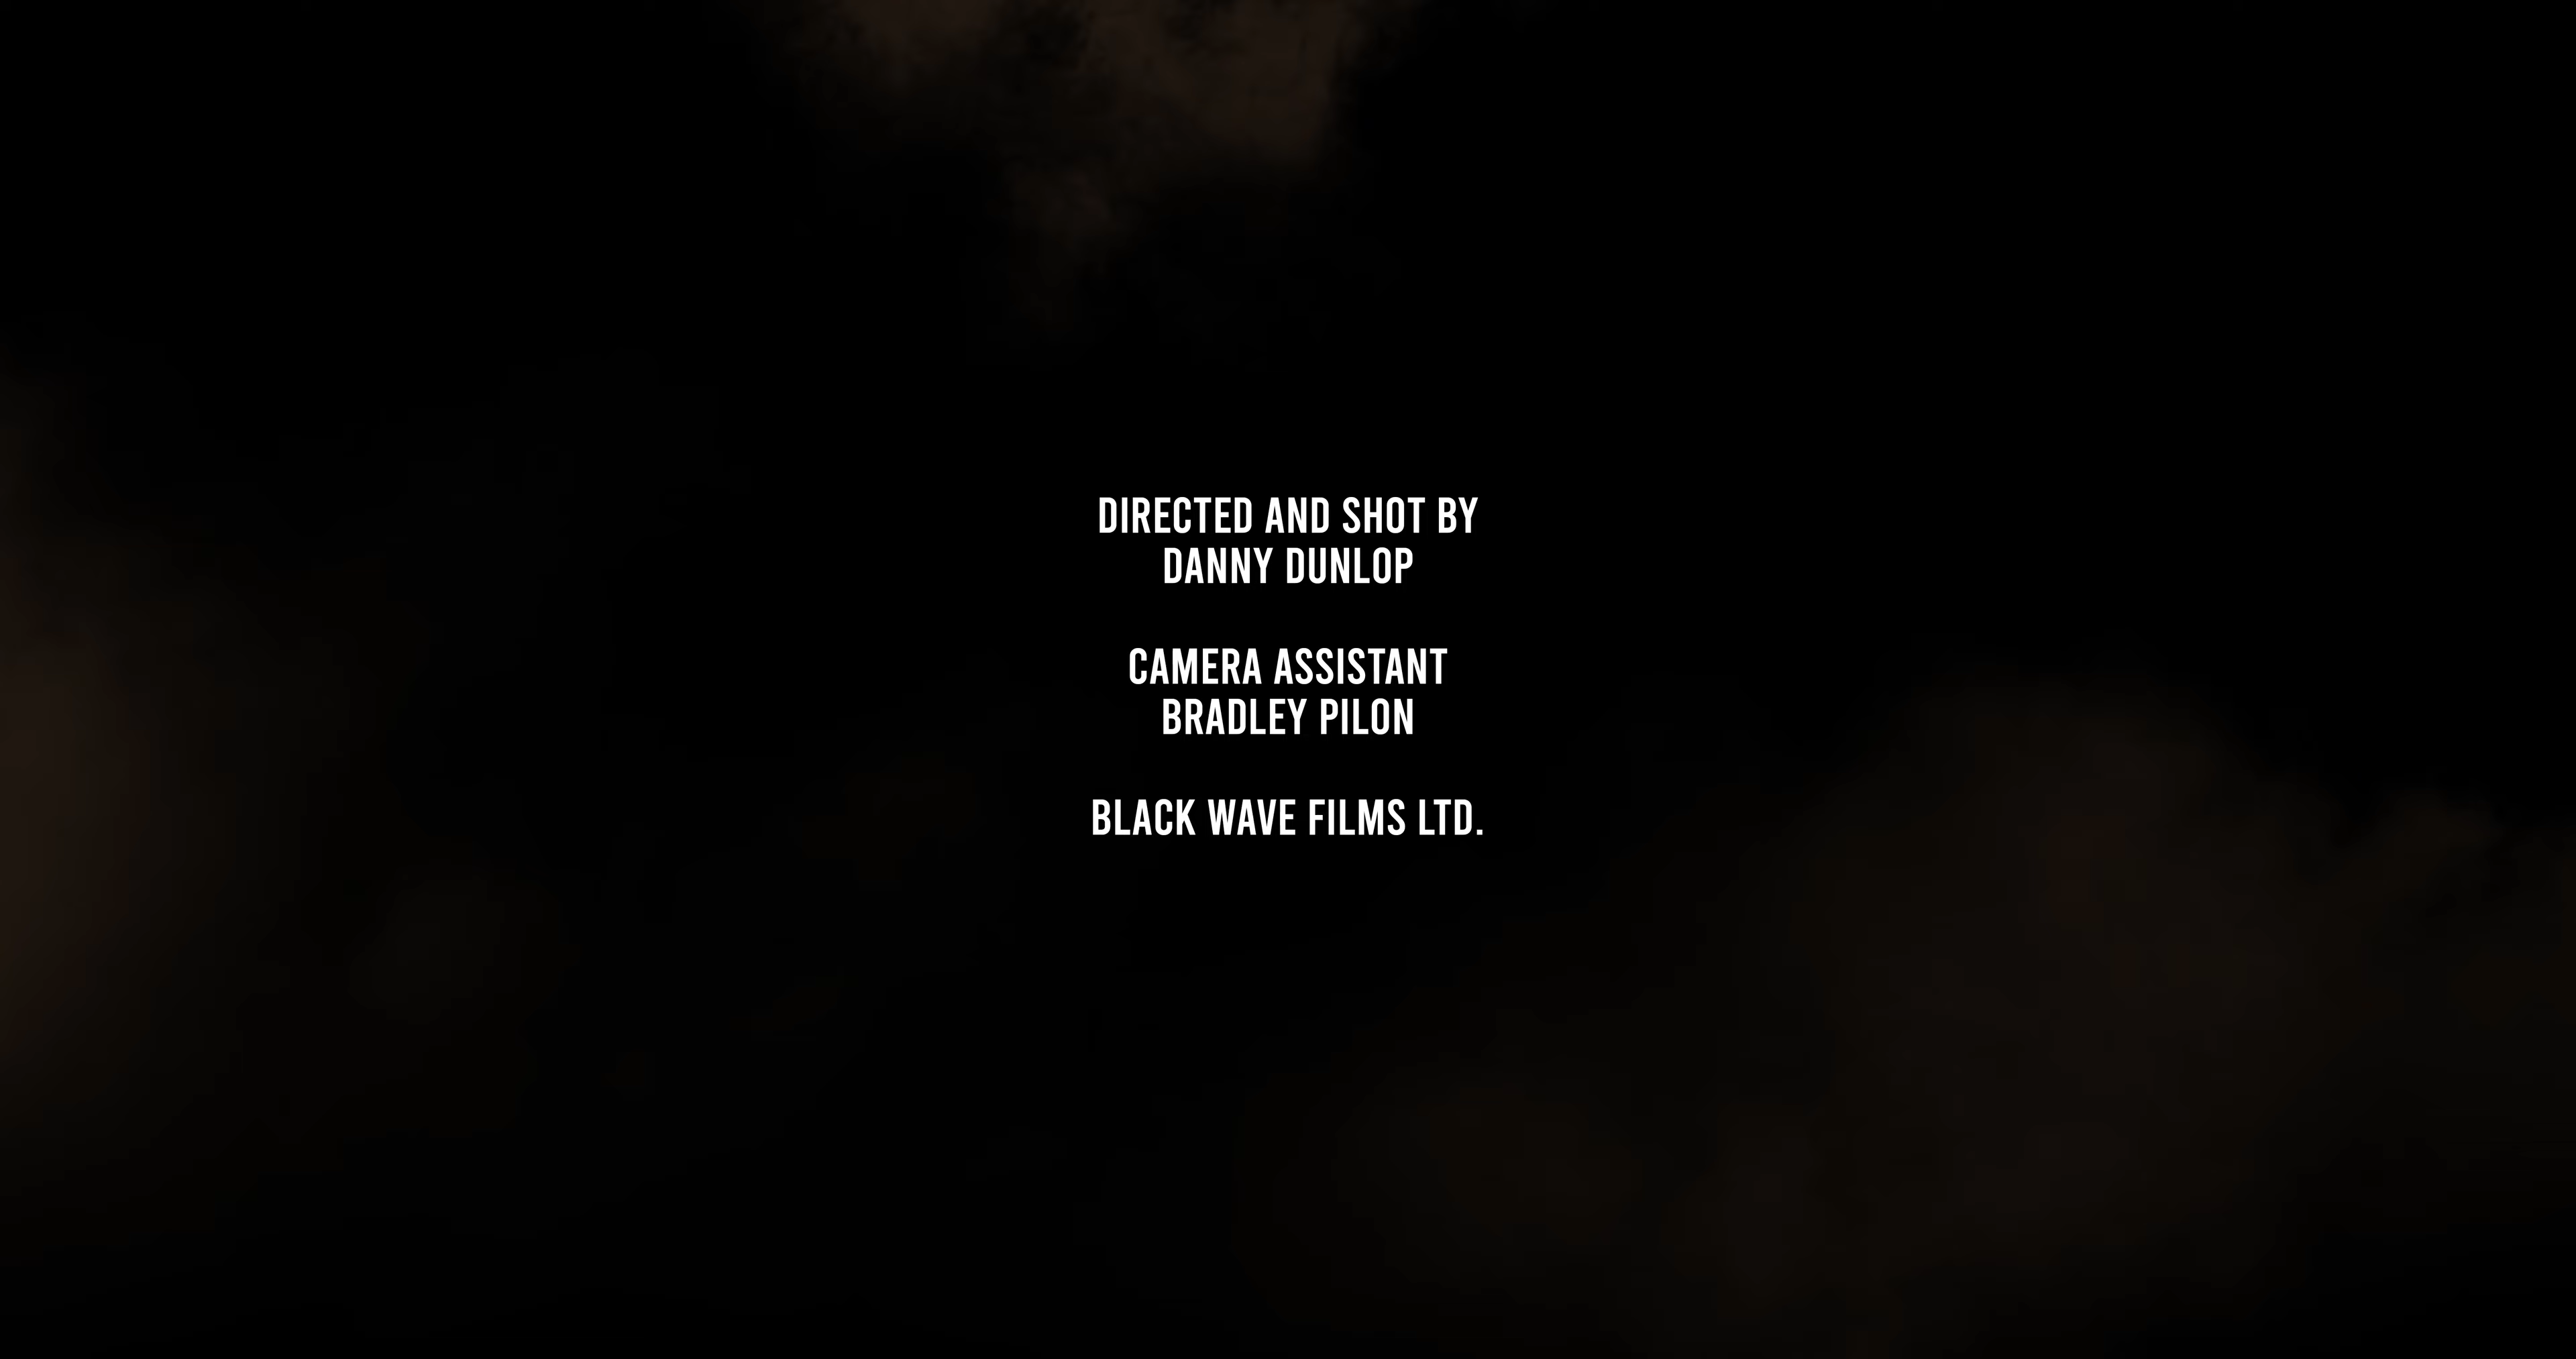 DIRECTED AND SHOT BY
DANNY DUNLOP
CAMERA ASSISTANT
BRADLEY PILON
BLACK WAVE FILMS LTD.